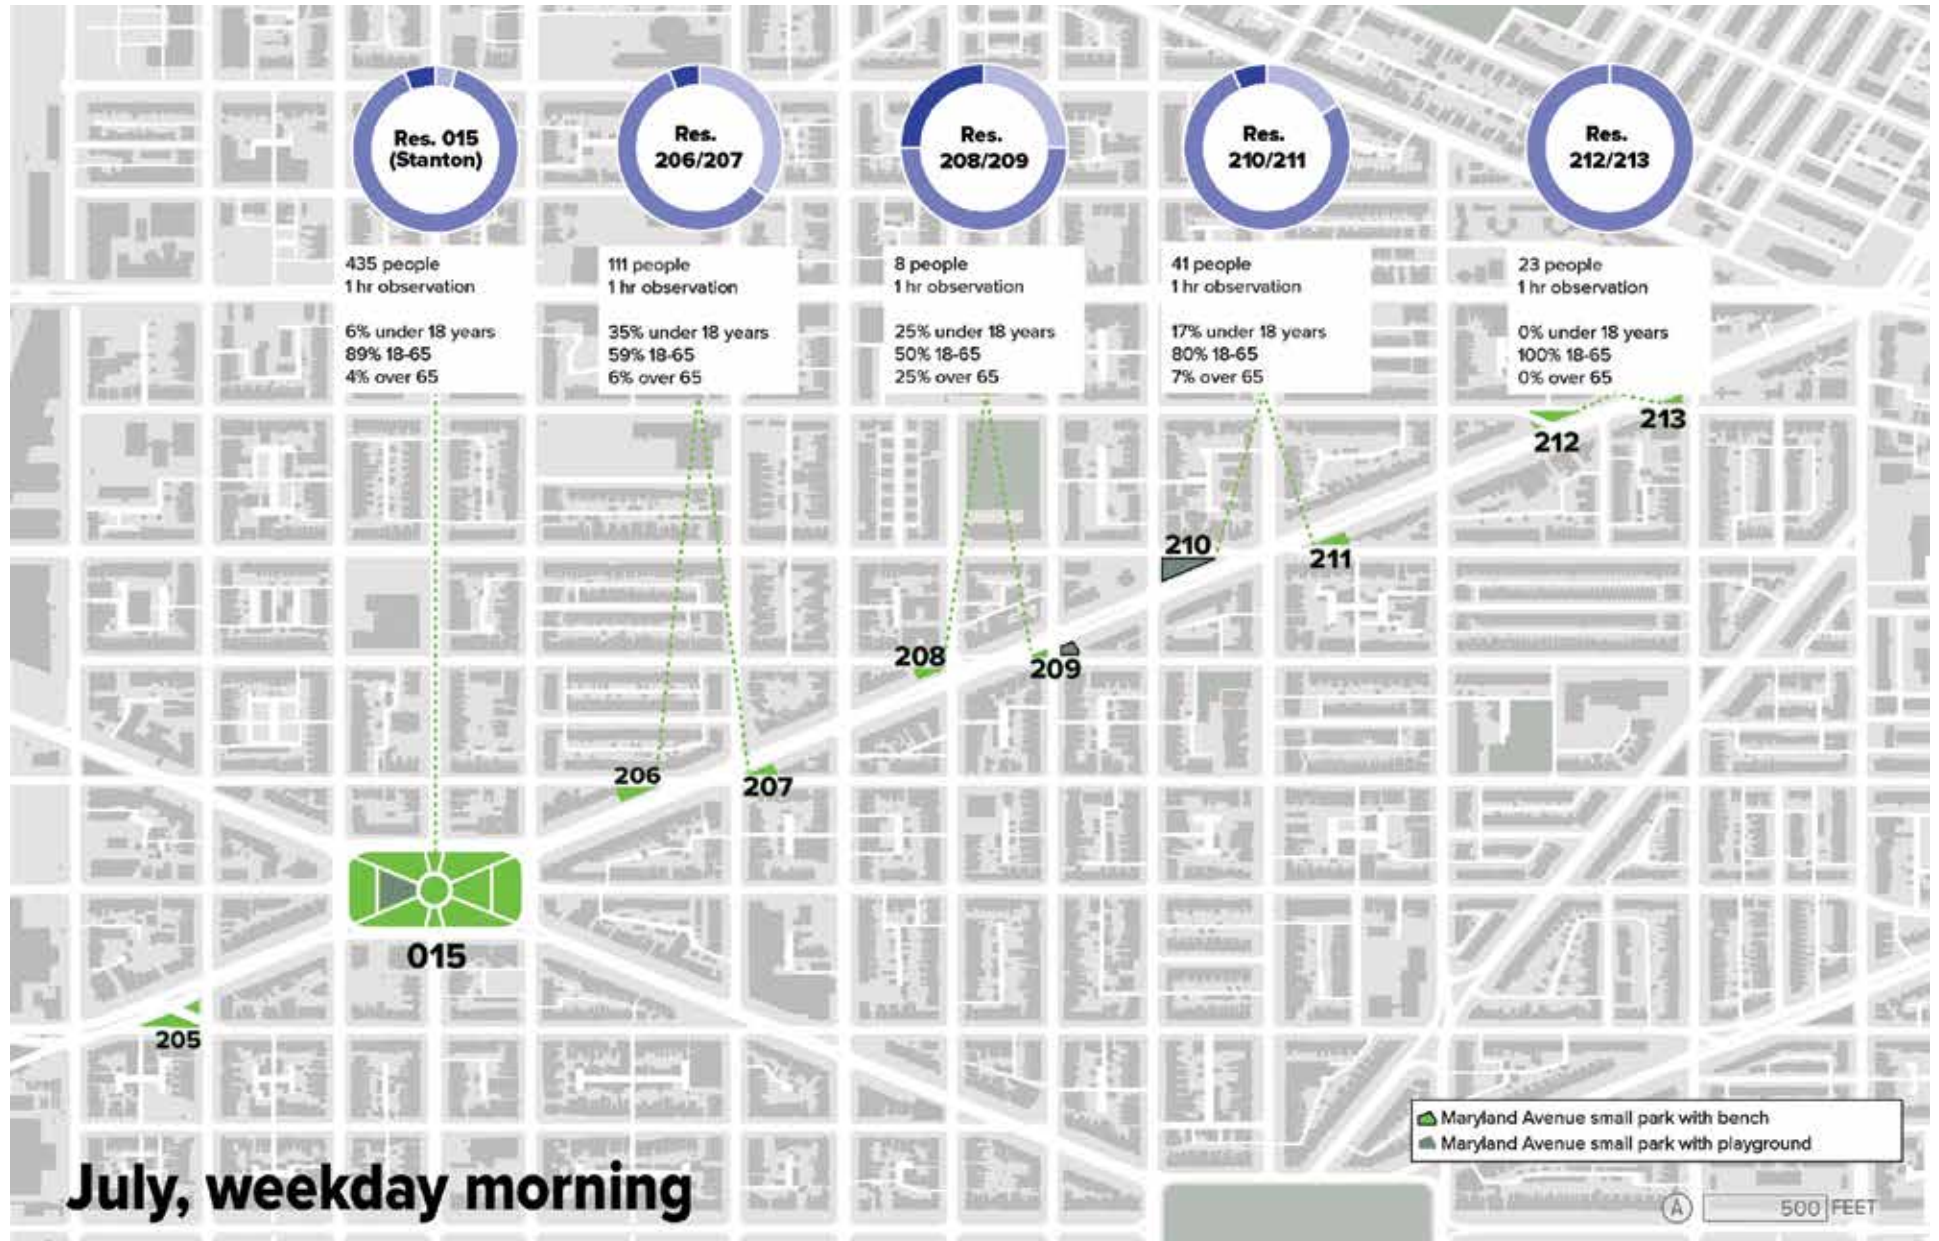 Res. 015
(Stanton)
Res.
206/207
Res.
208/209
Res.
210/211
Res.
212/213
435 people
1 hr observation
6% under 18 years
89% 18-65
4% over 65
111 people
1 hr observation
35% under 18 years
59% 18-65
6% over 65
8 people
1 hr observation
25% under 18 years
50% 18-65
25% over 65
41 people
1 hr observation
17% under 18 years
80% 18-65
7% over 65
23 people
1 hr observation
0% under 18 years
100% 18-65
0% over 65
213
212
210
211
208
209
206
207
015
205
Maryland Avenue small park with bench
Maryland Avenue small park with playground
July, weekday morning
A 500 FEET